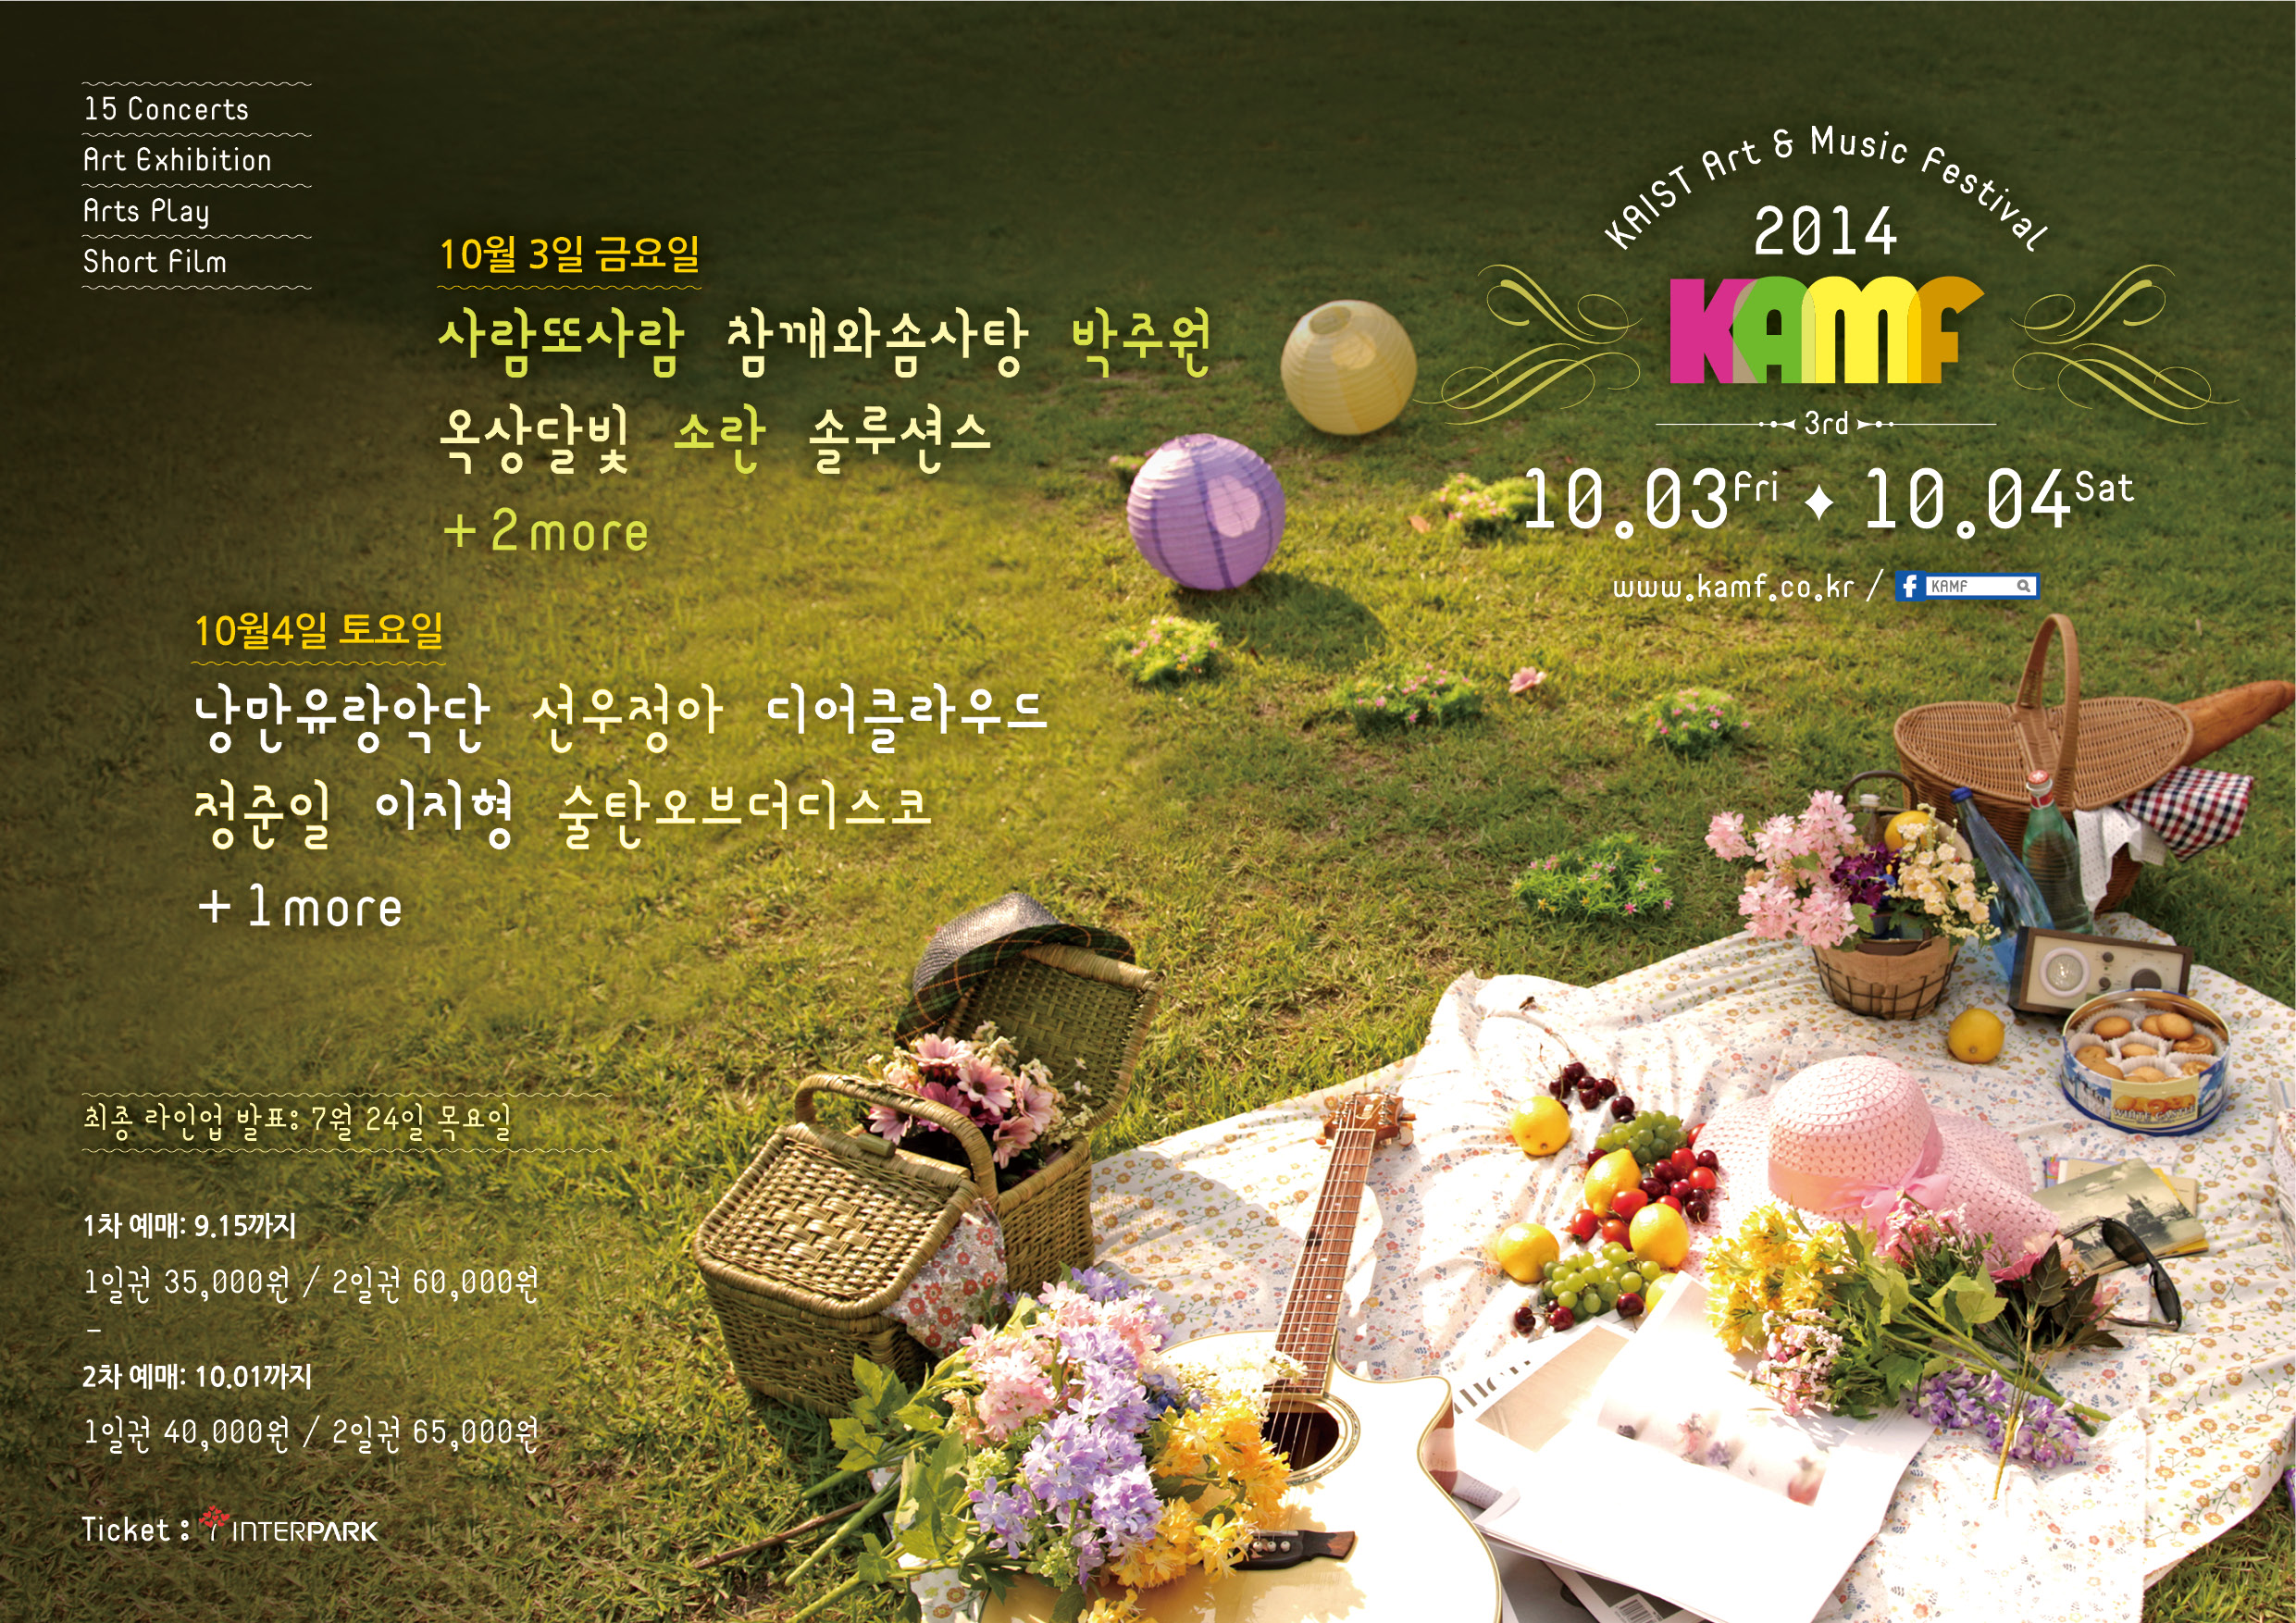 15 Concerts
Art Exhibition
Arts Play
Short Film
10월 3일 금요일
사람또사람 참깨와솜사탕 박주원
옥상달빛 소란 솔루션스
+ 2 more
10월4일 토요일
낭만유랑악단 선우정아 디어클라우드
정준일 이지형 술탄오브더디스코
+ 1 more
최종 라인업 발표: 7월 24일 목요일
1차 예매: 9.15까지
1일권 35,000원 / 2일권 60,000원
–
2차 예매: 10.01까지
1일권 40,000원 / 2일권 65,000원
Ticket : INTERPARK
KAIST Art & Music Festival
2014
KAMF
3rd
10.03 Fri ✦ 10.04 Sat
www.kamf.co.kr / f KAMF